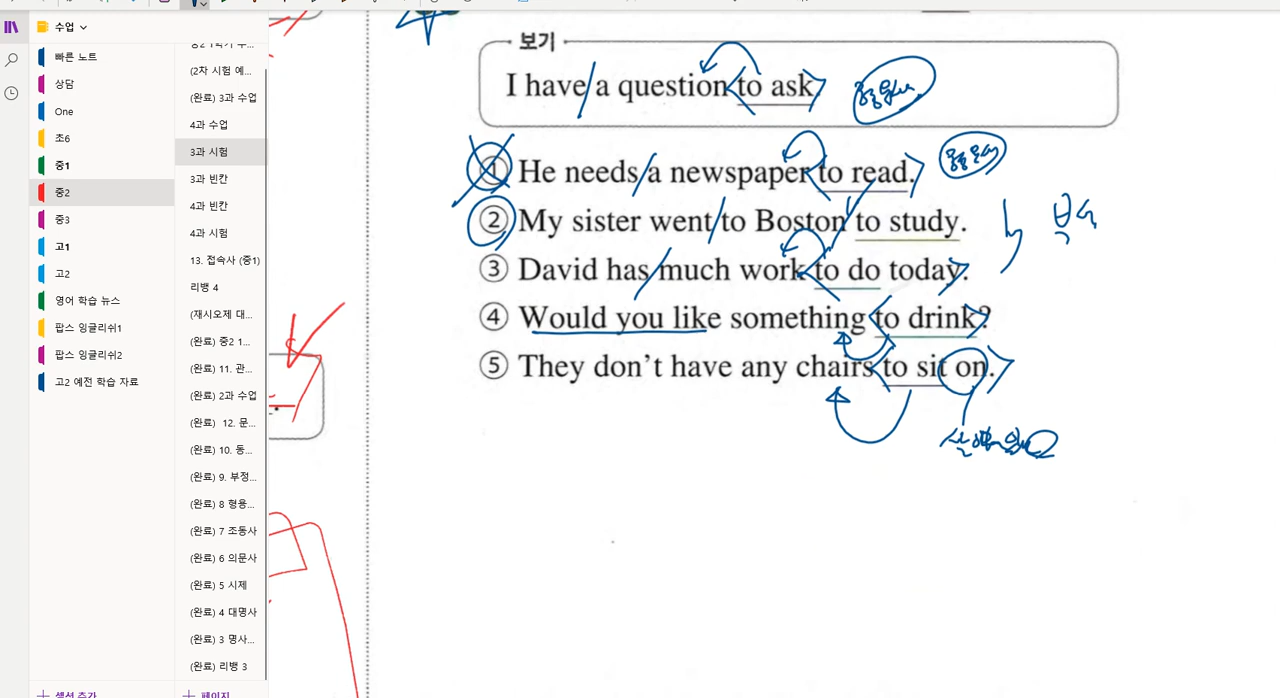 수업
빠른 노트
상담
One
초6
중1
중2
중3
고1
고2
영어 학습 뉴스
팝스 잉글리쉬1
팝스 잉글리쉬2
고2 예전 학습 자료
(2차 시험 예...
(완료) 3과 수업
4과 수업
3과 시험
3과 빈칸
4과 빈칸
4과 시험
13. 접속사 (중1)
리뱅 4
(재시오제 대...
(완료) 중2 1...
(완료) 11. 관...
(완료) 2과 수업
(완료) 12. 문...
(완료) 10. 동...
(완료) 9. 부정...
(완료) 8 형용...
(완료) 7 조동사
(완료) 6 의문사
(완료) 5 시제
(완료) 4 대명사
(완료) 3 명사...
(완료) 리뱅 3
보기
I have a question to ask.
① He needs a newspaper to read.
② My sister went to Boston to study.
③ David has much work to do today.
④ Would you like something to drink?
⑤ They don't have any chairs to sit on.